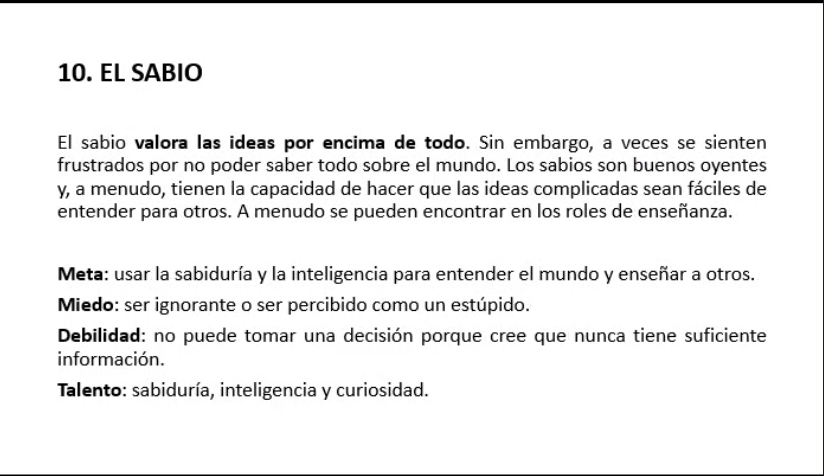 10. EL SABIO
El sabio valora las ideas por encima de todo. Sin embargo, a veces se sienten
frustrados por no poder saber todo sobre el mundo. Los sabios son buenos oyentes
y, a menudo, tienen la capacidad de hacer que las ideas complicadas sean fáciles de
entender para otros. A menudo se pueden encontrar en los roles de enseñanza.
Meta: usar la sabiduría y la inteligencia para entender el mundo y enseñar a otros.
Miedo: ser ignorante o ser percibido como un estúpido.
Debilidad: no puede tomar una decisión porque cree que nunca tiene suficiente
información.
Talento: sabiduría, inteligencia y curiosidad.